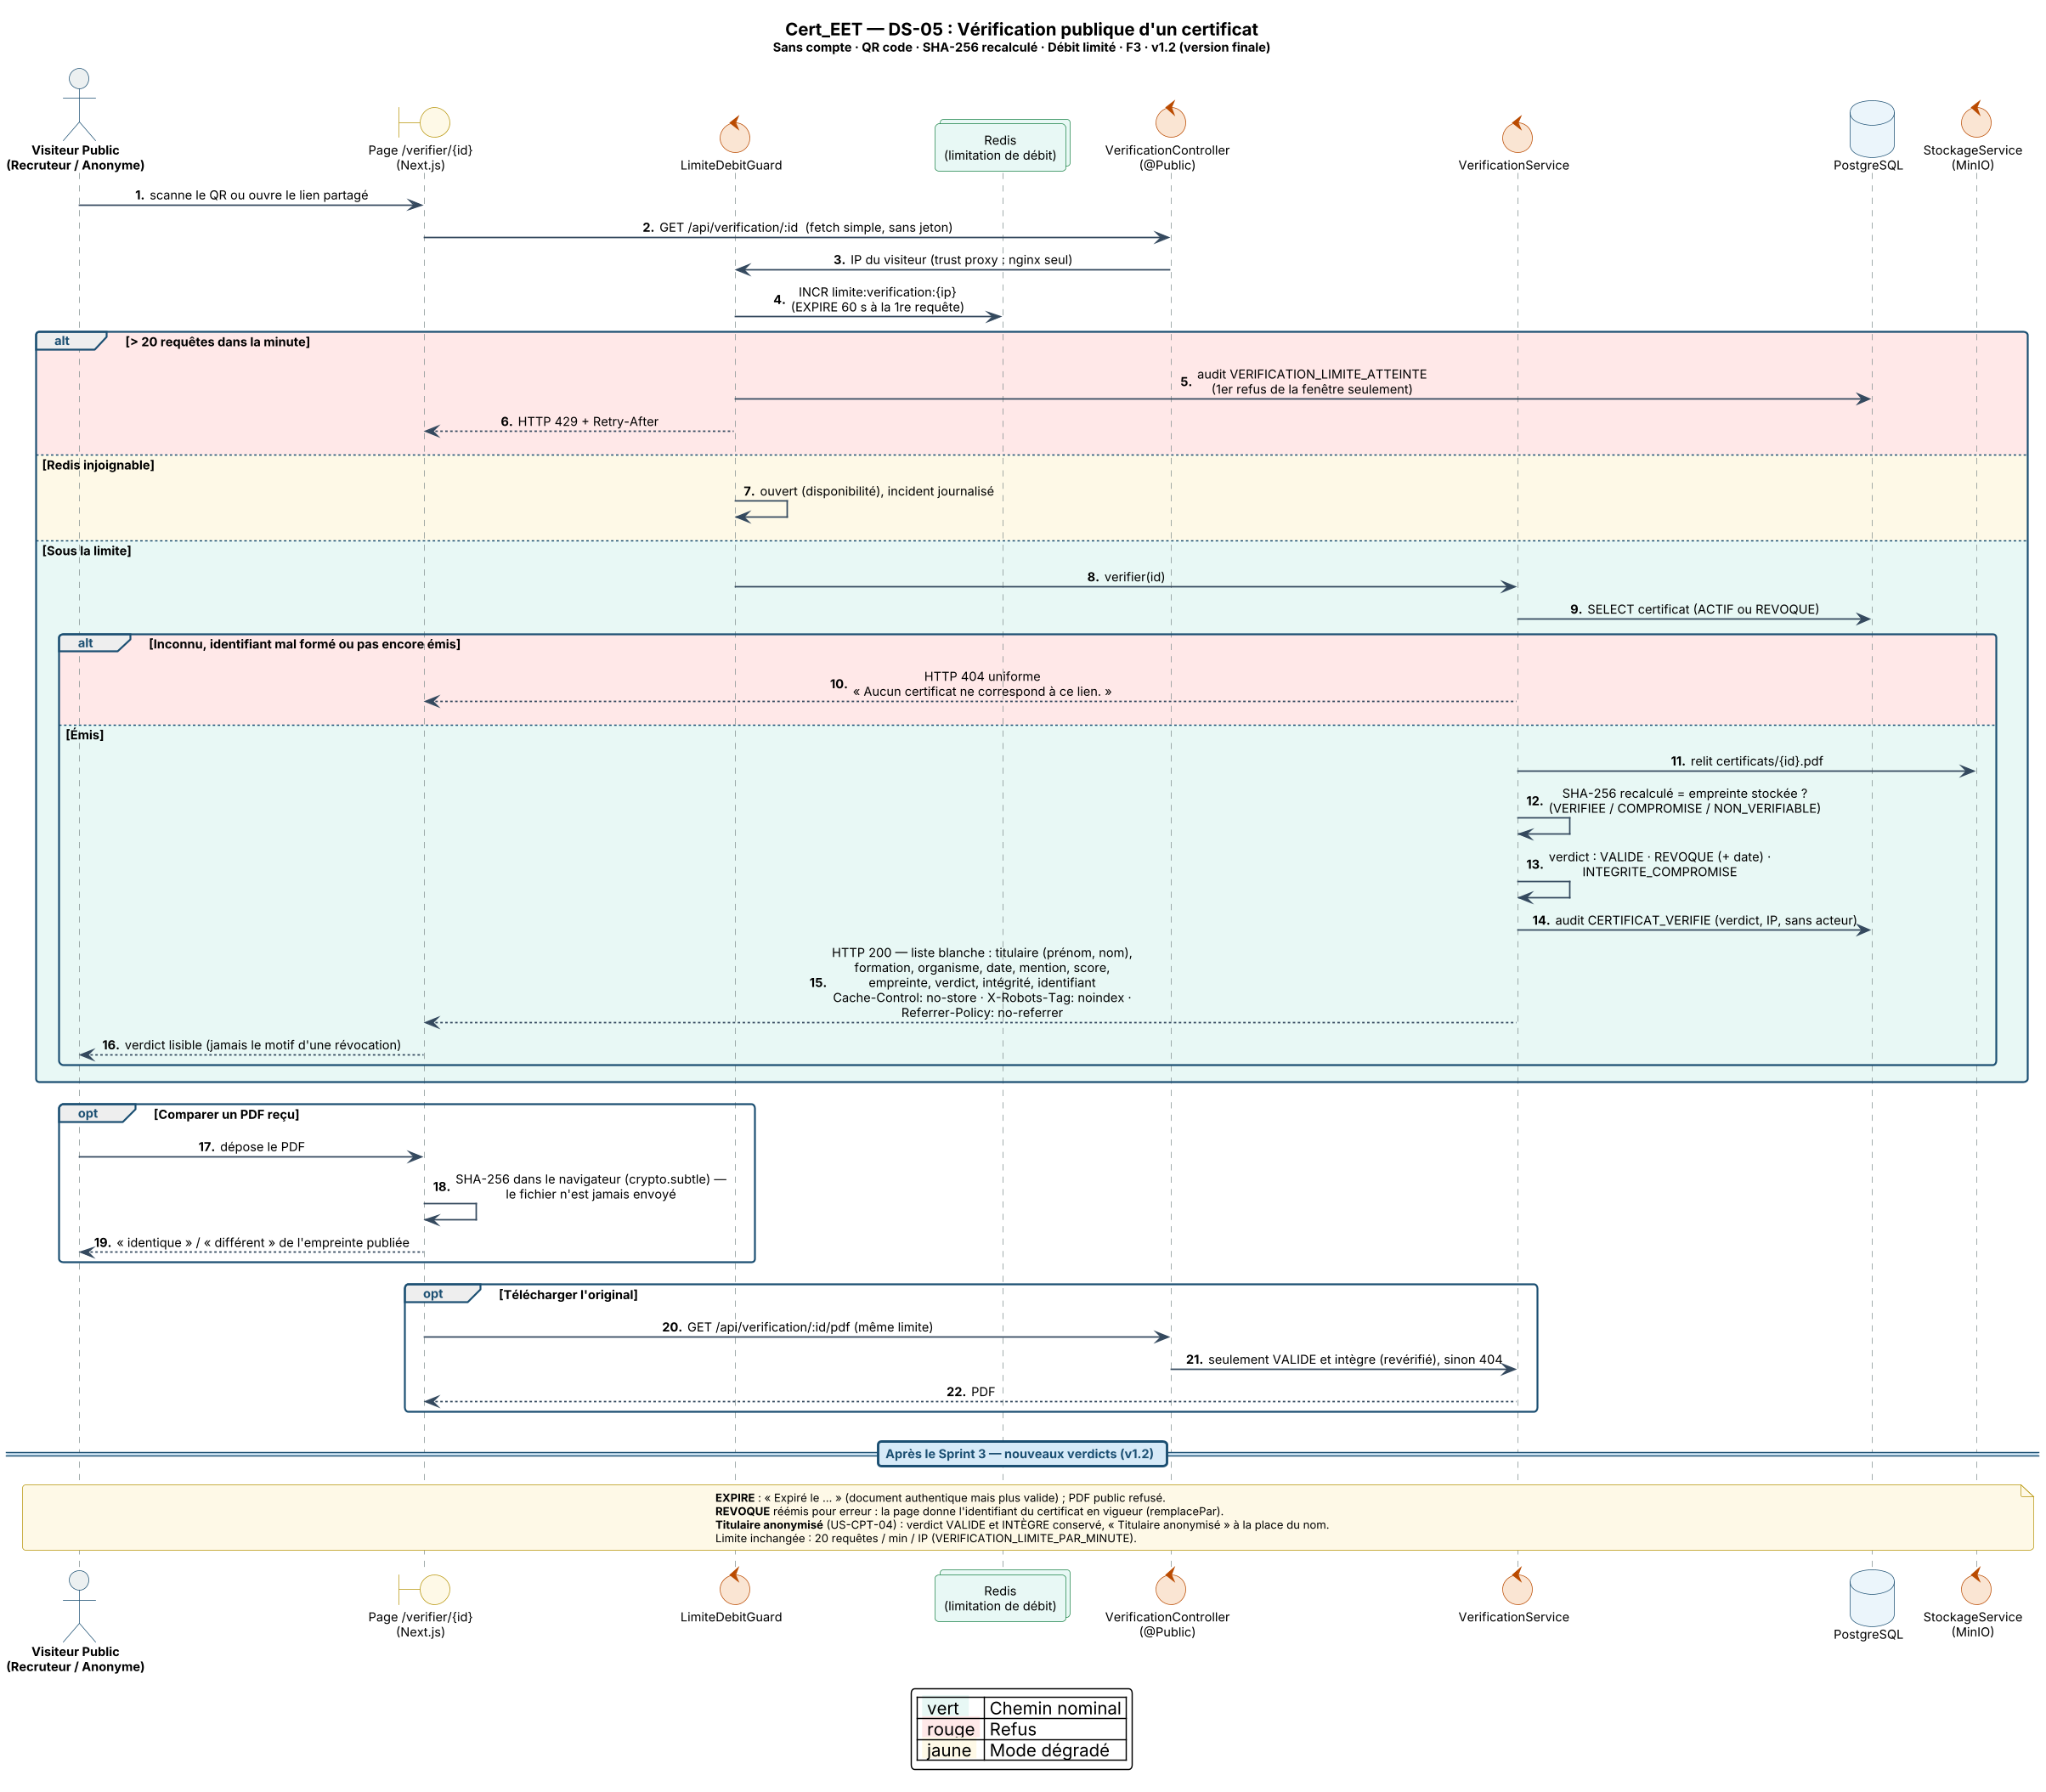 Cert_EET — DS-05 : Vérification publique d'un certificat
Sans compte · QR code · SHA-256 recalculé · Débit limité · F3 · v1.2 (version finale)
Visiteur Public
(Recruteur / Anonyme)
Page /verifier/{id}
(Next.js)
LimiteDebitGuard
Redis
(limitation de débit)
VerificationController
(@Public)
VerificationService
PostgreSQL
StockageService
(MinIO)
1. scanne le QR ou ouvre le lien partagé
2. GET /api/verification/:id (fetch simple, sans jeton)
3. IP du visiteur (trust proxy : nginx seul)
4. INCR limite:verification:{ip}
(EXPIRE 60 s à la 1re requête)
alt [> 20 requêtes dans la minute]
5. audit VERIFICATION_LIMITE_ATTEINTE
(1er refus de la fenêtre seulement)
6. HTTP 429 + Retry-After
[Redis injoignable]
7. ouvert (disponibilité), incident journalisé
[Sous la limite]
8. verifier(id)
9. SELECT certificat (ACTIF ou REVOQUE)
alt [Inconnu, identifiant mal formé ou pas encore émis]
10. HTTP 404 uniforme
« Aucun certificat ne correspond à ce lien. »
[Émis]
11. relit certificats/{id}.pdf
12. SHA-256 recalculé = empreinte stockée ?
(VERIFIEE / COMPROMISE / NON_VERIFIABLE)
13. verdict : VALIDE · REVOQUE (+ date) ·
INTEGRITE_COMPROMISE
14. audit CERTIFICAT_VERIFIE (verdict, IP, sans acteur)
15. HTTP 200 — liste blanche : titulaire (prénom, nom),
formation, organisme, date, mention, score,
empreinte, verdict, intégrité, identifiant
Cache-Control: no-store · X-Robots-Tag: noindex ·
Referrer-Policy: no-referrer
16. verdict lisible (jamais le motif d'une révocation)
opt [Comparer un PDF reçu]
17. dépose le PDF
18. SHA-256 dans le navigateur (crypto.subtle) —
le fichier n'est jamais envoyé
19. « identique » / « différent » de l'empreinte publiée
opt [Télécharger l'original]
20. GET /api/verification/:id/pdf (même limite)
21. seulement VALIDE et intègre (revérifié), sinon 404
22. PDF
Après le Sprint 3 — nouveaux verdicts (v1.2)
EXPIRE : « Expiré le ... » (document authentique mais plus valide) ; PDF public refusé.
REVOQUE réémis pour erreur : la page donne l'identifiant du certificat en vigueur (remplacePar).
Titulaire anonymisé (US-CPT-04) : verdict VALIDE et INTÈGRE conservé, « Titulaire anonymisé » à la place du nom.
Limite inchangée : 20 requêtes / min / IP (VERIFICATION_LIMITE_PAR_MINUTE).
Visiteur Public
(Recruteur / Anonyme)
Page /verifier/{id}
(Next.js)
LimiteDebitGuard
Redis
(limitation de débit)
VerificationController
(@Public)
VerificationService
PostgreSQL
StockageService
(MinIO)
vert Chemin nominal
rouge Refus
jaune Mode dégradé